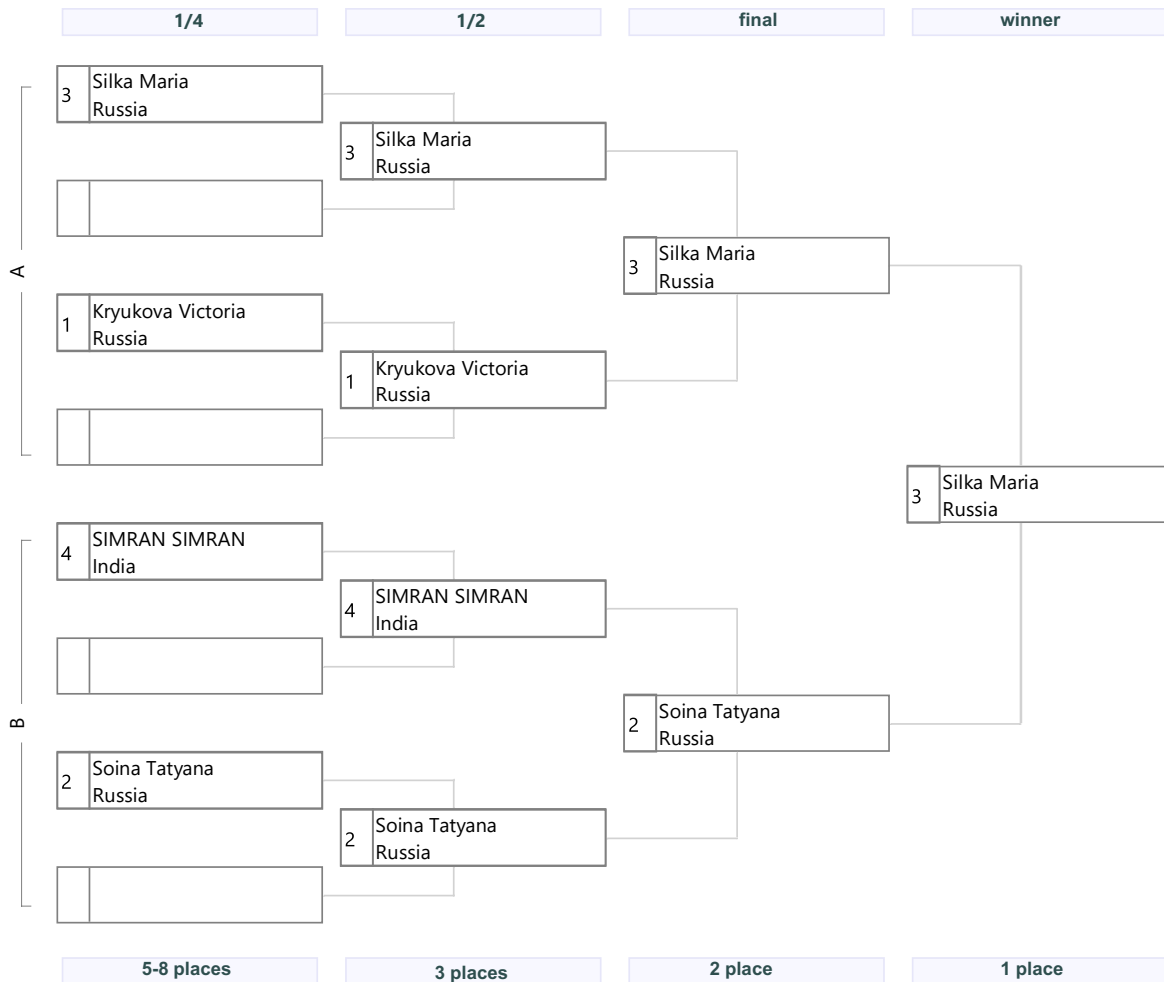 1/4
1/2
final
winner
3
Silka Maria
Russia
3
Silka Maria
Russia
A
3
Silka Maria
Russia
1
Kryukova Victoria
Russia
1
Kryukova Victoria
Russia
3
Silka Maria
Russia
4
SIMRAN SIMRAN
India
4
SIMRAN SIMRAN
India
B
2
Soina Tatyana
Russia
2
Soina Tatyana
Russia
2
Soina Tatyana
Russia
5-8 places
3 places
2 place
1 place